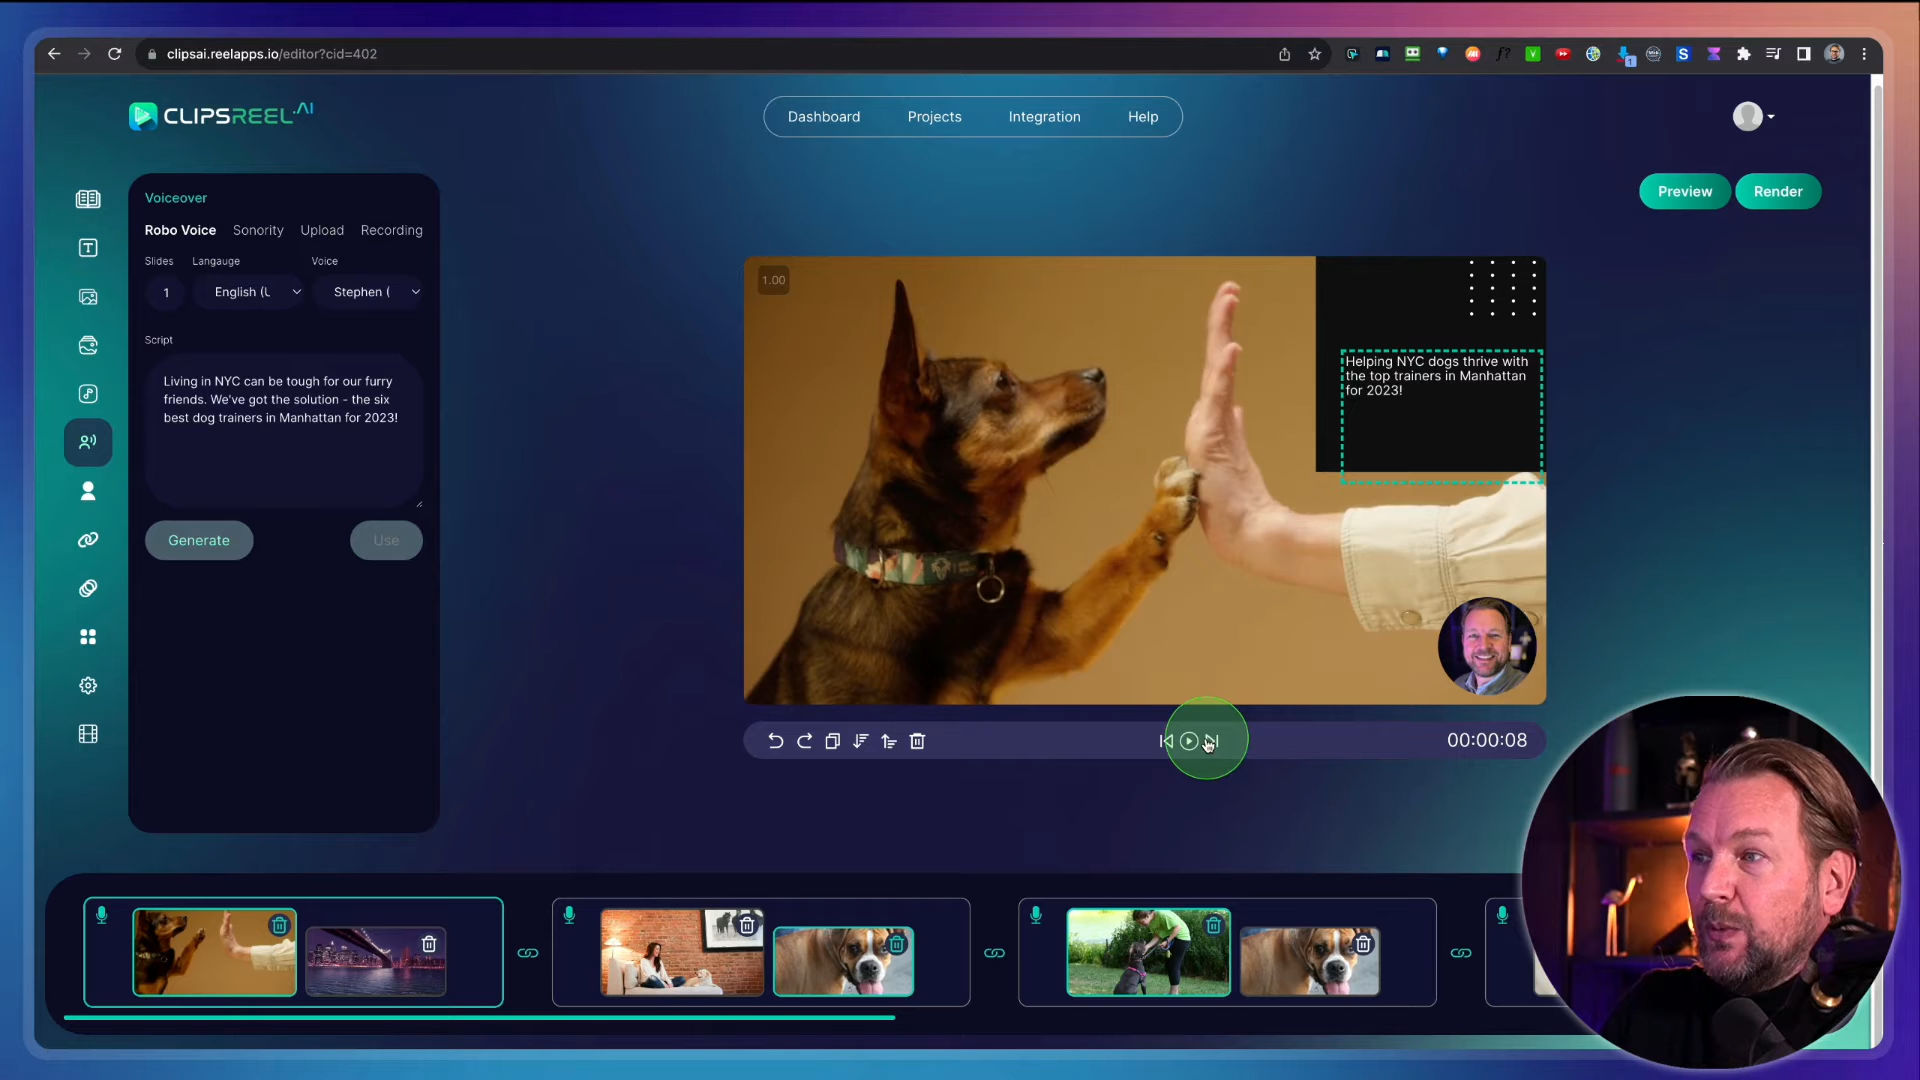 clipsai.reelapps.io/editor?cid=402
CLIPSREEL.AI
Dashboard
Projects
Integration
Help
Preview
Render
Voiceover
Robo Voice
Sonority
Upload
Recording
Slides
Langauge
Voice
1
English (U
Stephen (
Script
Living in NYC can be tough for our furry
friends. We've got the solution - the six
best dog trainers in Manhattan for 2023!
Generate
Use
1.00
Helping NYC dogs thrive with
the top trainers in Manhattan
for 2023!
00:00:08